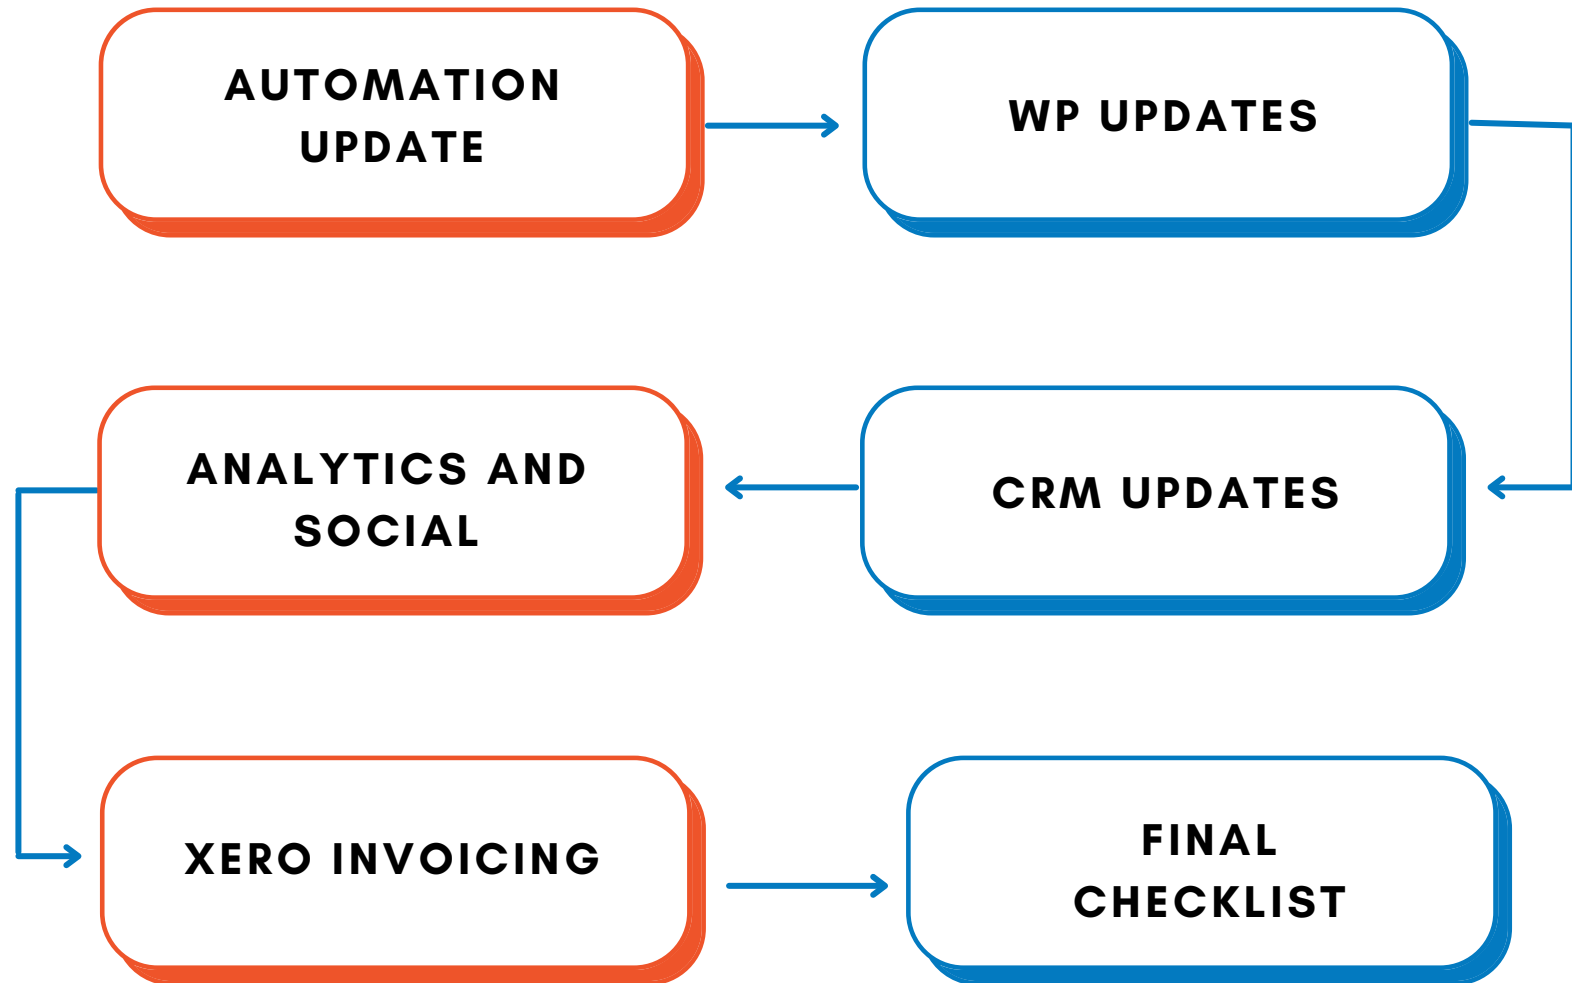 AUTOMATION
UPDATE
WP UPDATES
ANALYTICS AND
SOCIAL
CRM UPDATES
XERO INVOICING
FINAL
CHECKLIST